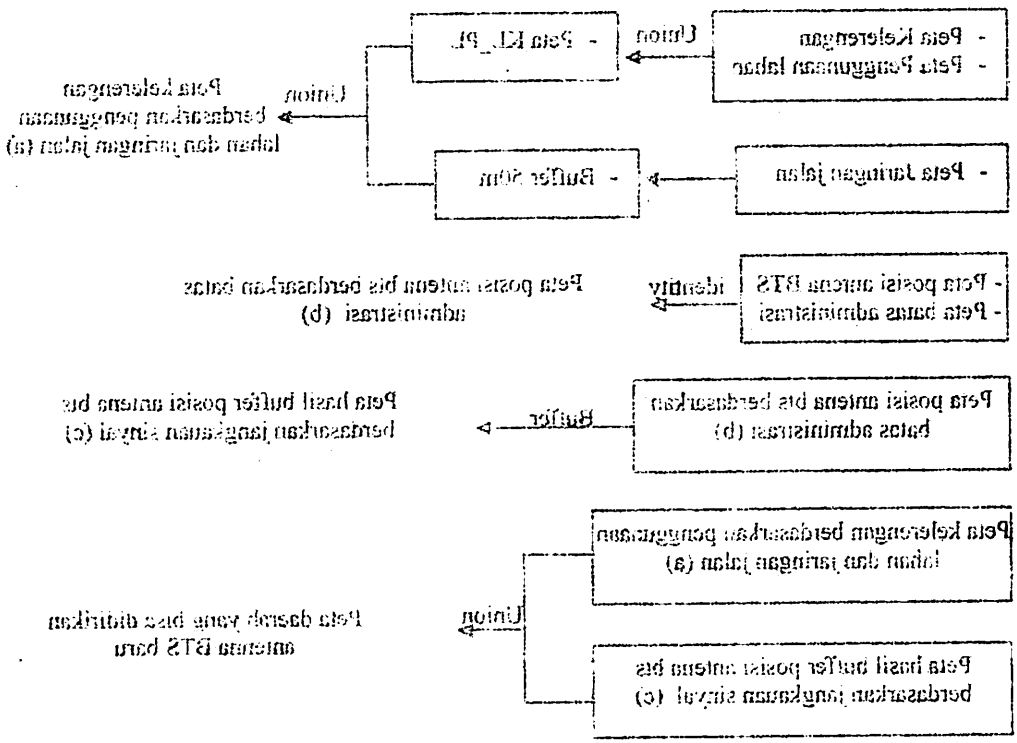 - Peta Kelerengan
- Peta Penggunaan lahan
Union
- Peta KL_PL
Union
Peta kelerengan
berdasarkan penggunaan
lahan dan jaringan jalan (a)
- Peta Jaringan jalan
- Buffer 50m
- Peta posisi antena BTS
- Peta batas administrasi
identity
Peta posisi antena bts berdasarkan batas
administrasi (b)
Peta posisi antena bts berdasarkan
batas administrasi (b)
Buffer
Peta hasil buffer posisi antena bts
berdasarkan jangkauan sinyal (c)
Peta kelerengan berdasarkan penggunaan
lahan dan jaringan jalan (a)
Peta hasil buffer posisi antena bts
berdasarkan jangkauan sinyal (c)
Union
Peta daerah yang bisa didirikan
antenna BTS baru